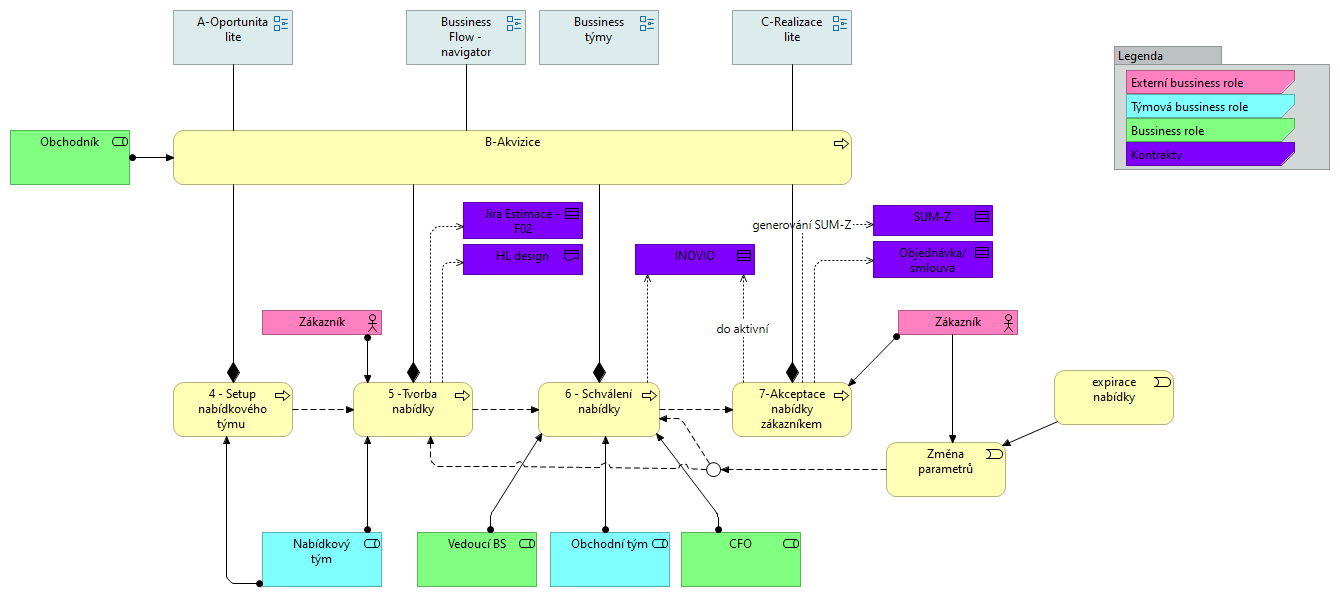 A-Oportunita
lite
Bussiness
Flow -
navigator
Bussiness
týmy
C-Realizace
lite
Legenda
Externí bussiness role
Týmová bussiness role
Bussiness role
Kontrakty
Obchodník
B-Akvizice
Jira Estimace -
F02
HL design
INOVIO
generování SUM-Z
SUM-Z
Objednávka/
smlouva
Zákazník
do aktivní
Zákazník
4 - Setup
nabídkového
týmu
5 -Tvorba
nabídky
6 - Schválení
nabídky
7-Akceptace
nabídky
zákazníkem
expirace
nabídky
Změna
parametrů
Nabídkový
tým
Vedoucí BS
Obchodní tým
CFO